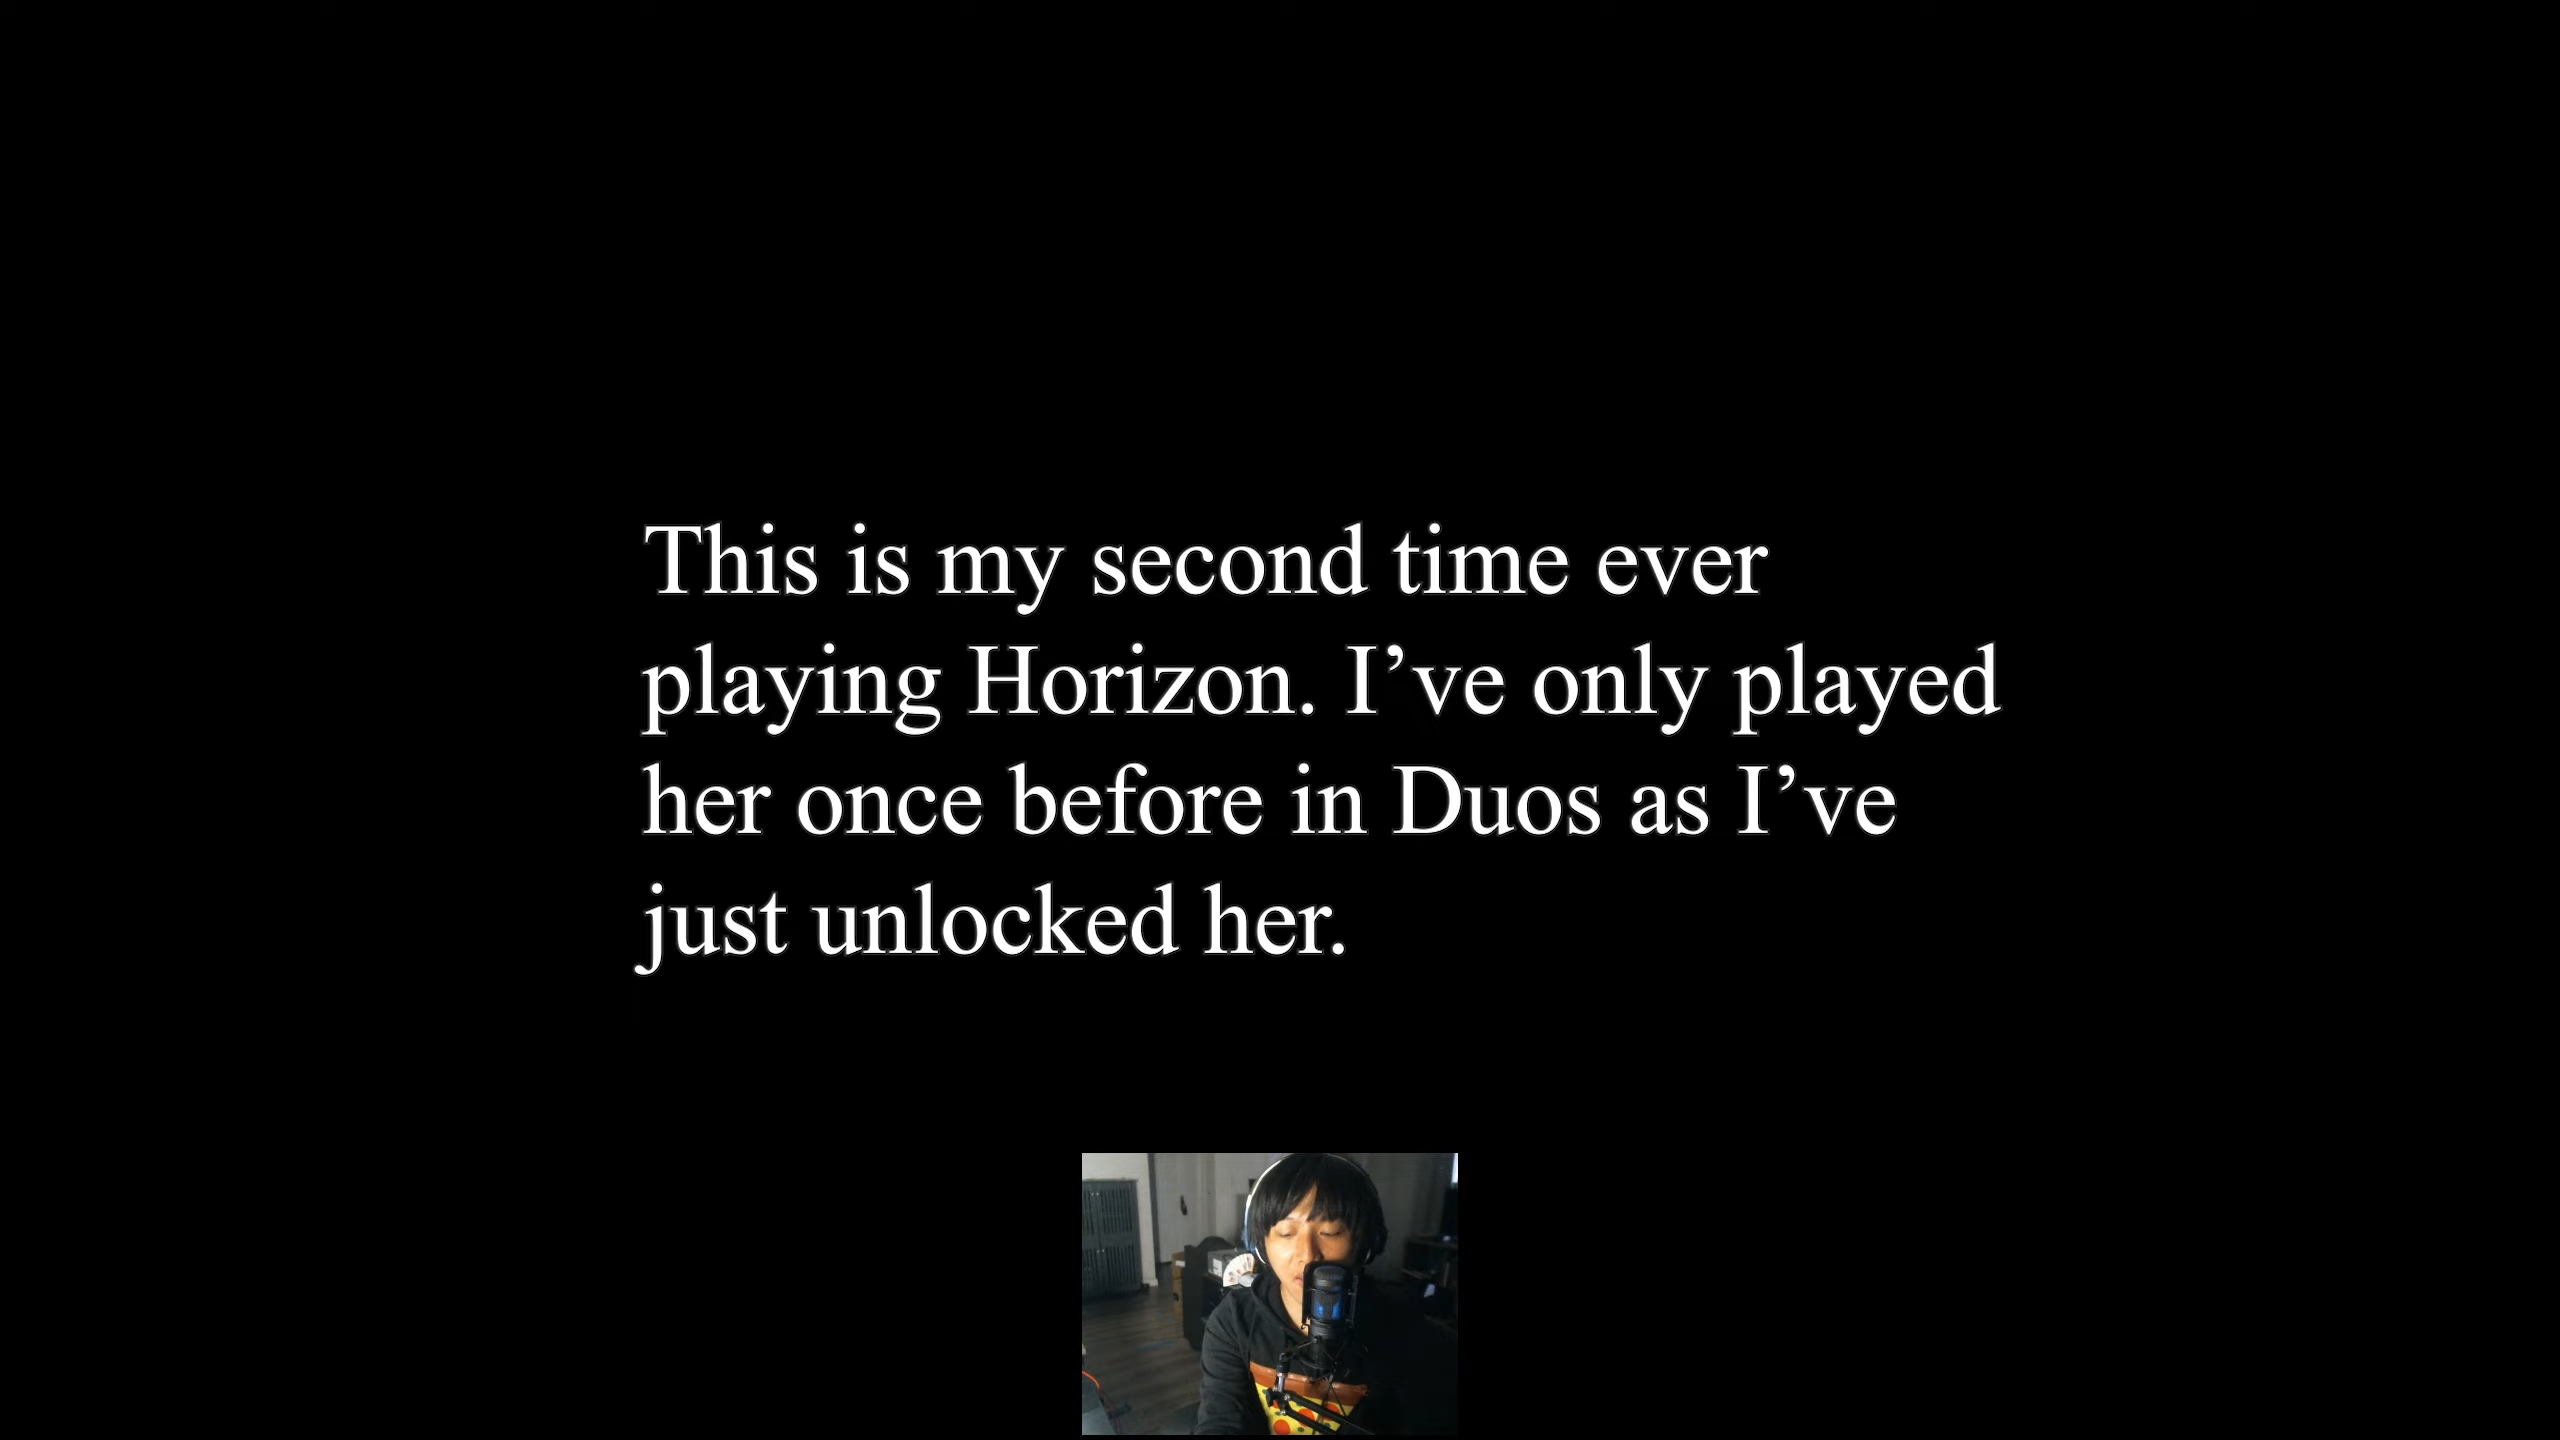 This is my second time ever
playing Horizon. I’ve only played
her once before in Duos as I’ve
just unlocked her.